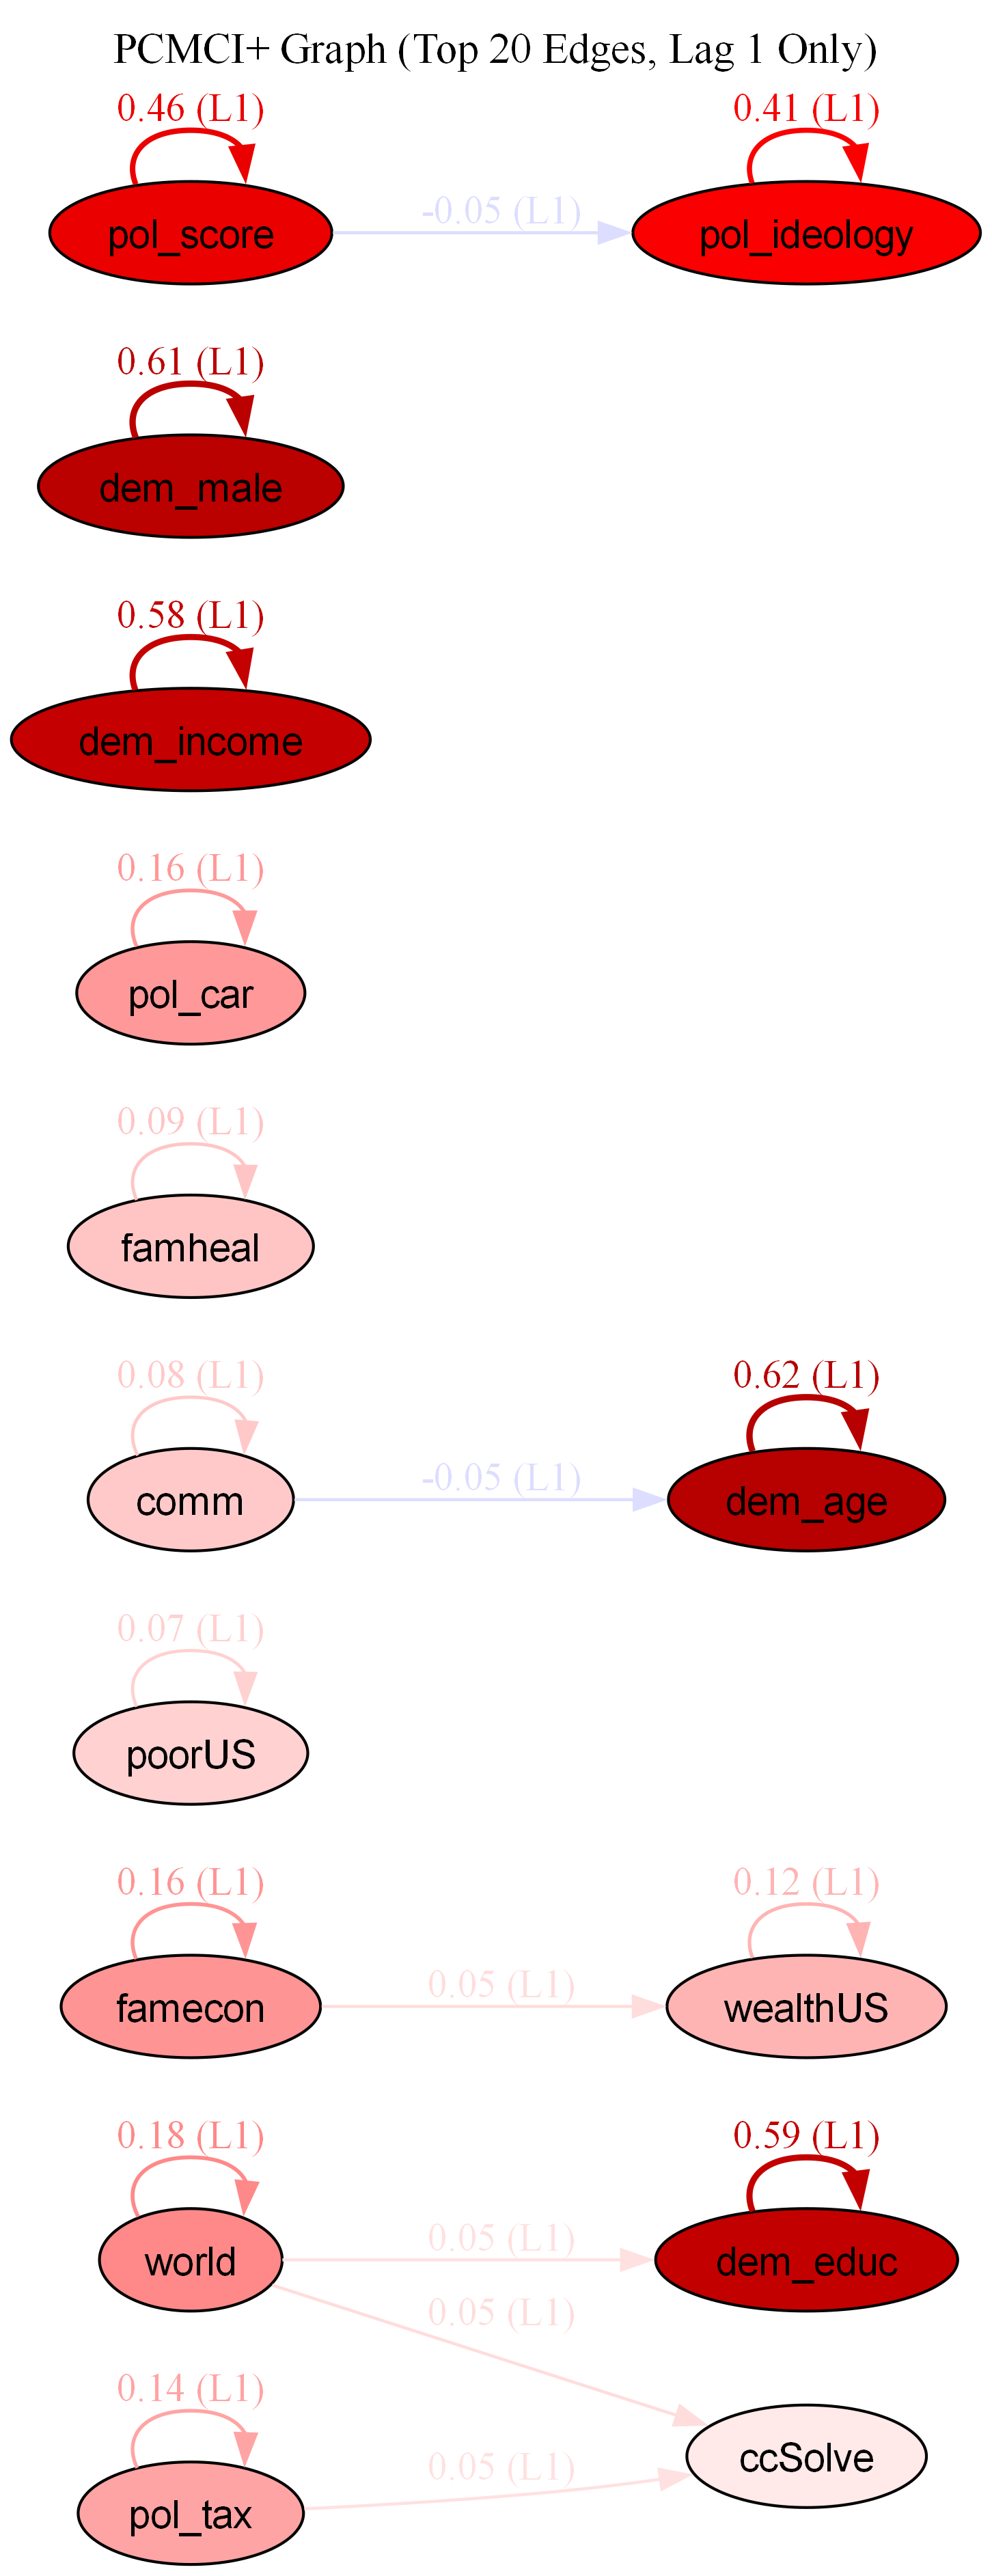 PCMCI+ Graph (Top 20 Edges, Lag 1 Only)
0.46 (L1)
0.41 (L1)
pol_score
-0.05 (L1)
pol_ideology
0.61 (L1)
dem_male
0.58 (L1)
dem_income
0.16 (L1)
pol_car
0.09 (L1)
famheal
0.08 (L1)
0.62 (L1)
comm
-0.05 (L1)
dem_age
0.07 (L1)
poorUS
0.16 (L1)
0.12 (L1)
famecon
0.05 (L1)
wealthUS
0.18 (L1)
0.59 (L1)
world
0.05 (L1)
dem_educ
0.05 (L1)
0.14 (L1)
ccSolve
0.05 (L1)
pol_tax